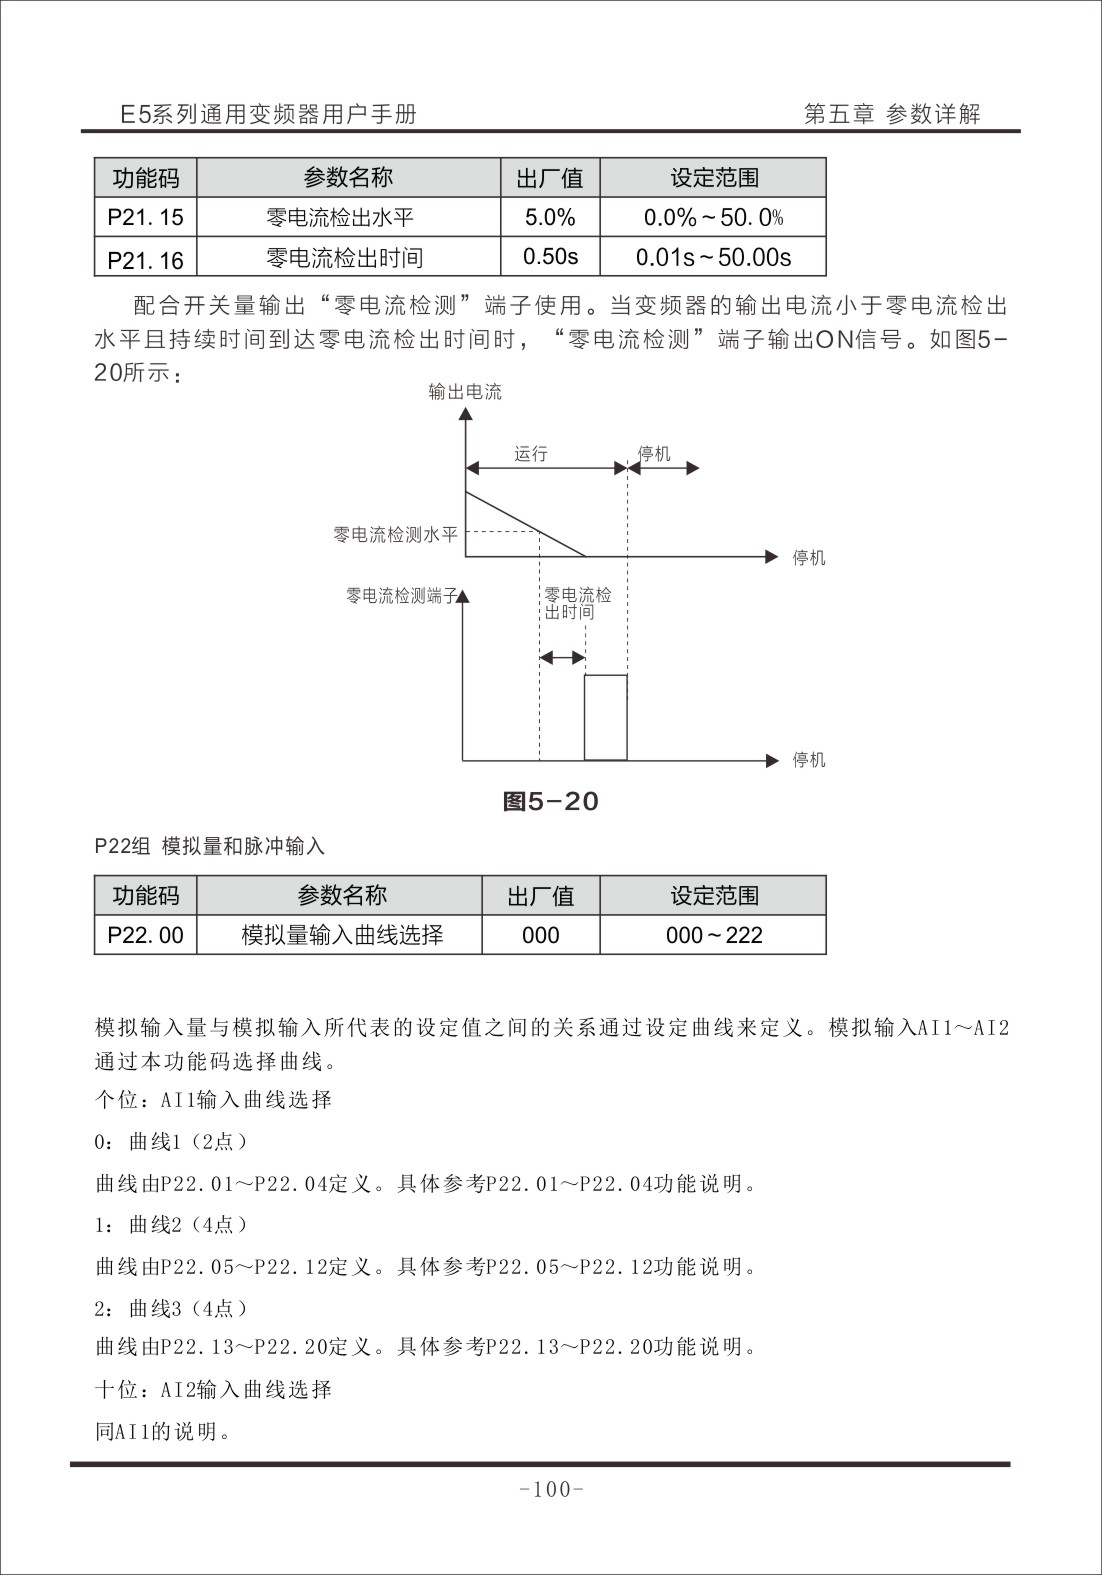 E5系列通用变频器用户手册 第五章 参数详解
功能码 参数名称 出厂值 设定范围
P21. 15 零电流检出水平 5.0% 0.0%~50. 0%
P21. 16 零电流检出时间 0.50s 0.01s~50.00s
配合开关量输出“零电流检测”端子使用。当变频器的输出电流小于零电流检出
水平且持续时间到达零电流检出时间时，“零电流检测”端子输出ON信号。如图5-
20所示：
输出电流
运行 停机
零电流检测水平
停机
零电流检测端子 零电流检
出时间
停机
图5-20
P22组 模拟量和脉冲输入
功能码 参数名称 出厂值 设定范围
P22. 00 模拟量输入曲线选择 000 000~222
模拟输入量与模拟输入所代表的设定值之间的关系通过设定曲线来定义。模拟输入AI1~AI2
通过本功能码选择曲线。
个位：AI1输入曲线选择
0：曲线1（2点）
曲线由P22.01~P22.04定义。具体参考P22.01~P22.04功能说明。
1：曲线2（4点）
曲线由P22.05~P22.12定义。具体参考P22.05~P22.12功能说明。
2：曲线3（4点）
曲线由P22.13~P22.20定义。具体参考P22.13~P22.20功能说明。
十位：AI2输入曲线选择
同AI1的说明。
-100-